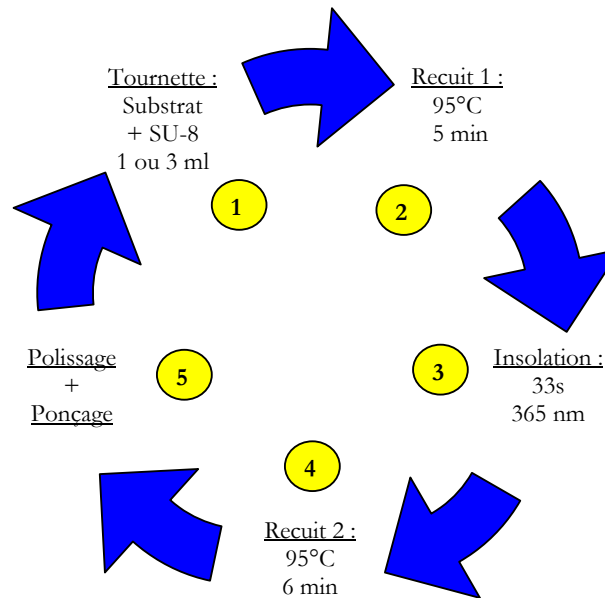 Tournette :
Substrat
+ SU-8
1 ou 3 ml
1
Recuit 1 :
95°C
5 min
2
Insolation :
33s
365 nm
3
Recuit 2 :
95°C
6 min
4
Polissage
+
Ponçage
5